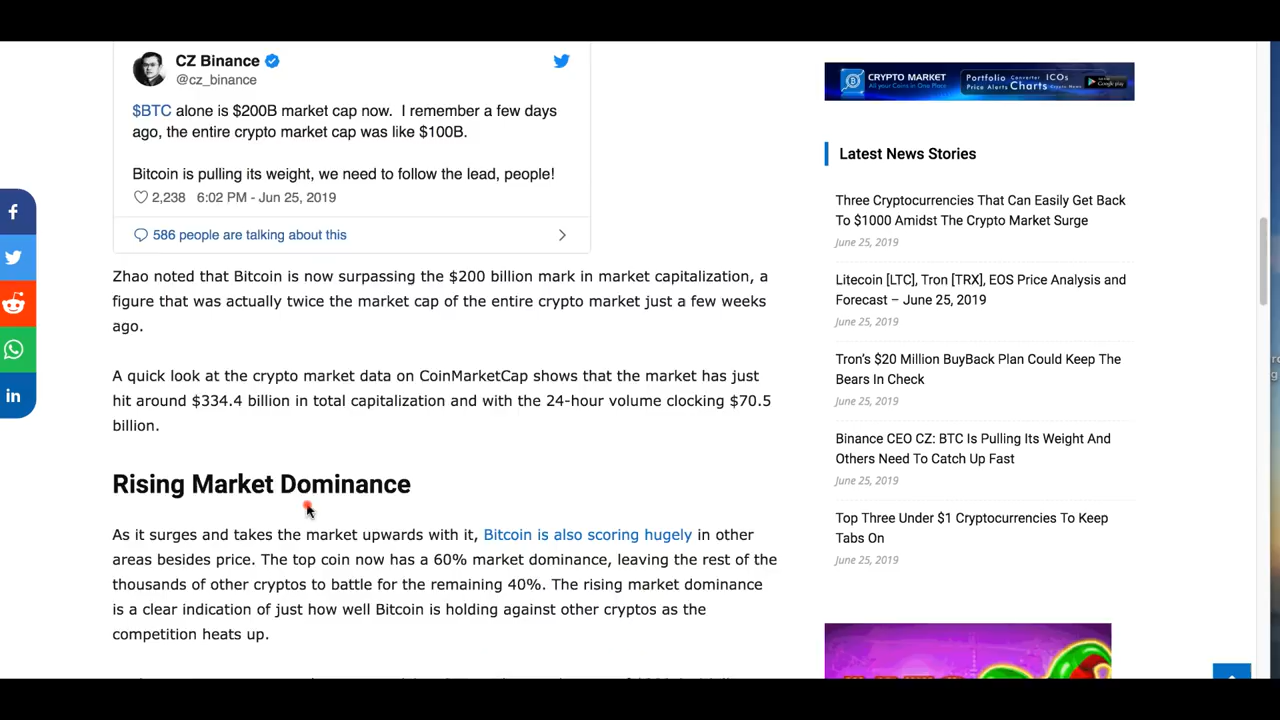 CZ Binance
@cz_binance
$BTC alone is $200B market cap now. I remember a few days
ago, the entire crypto market cap was like $100B.
Bitcoin is pulling its weight, we need to follow the lead, people!
2,238 6:02 PM - Jun 25, 2019
586 people are talking about this
Zhao noted that Bitcoin is now surpassing the $200 billion mark in market capitalization, a
figure that was actually twice the market cap of the entire crypto market just a few weeks
ago.
A quick look at the crypto market data on CoinMarketCap shows that the market has just
hit around $334.4 billion in total capitalization and with the 24-hour volume clocking $70.5
billion.
Rising Market Dominance
As it surges and takes the market upwards with it, Bitcoin is also scoring hugely in other
areas besides price. The top coin now has a 60% market dominance, leaving the rest of the
thousands of other cryptos to battle for the remaining 40%. The rising market dominance
is a clear indication of just how well Bitcoin is holding against other cryptos as the
competition heats up.
CRYPTO MARKET
All your Coins in One Place
Portfolio Converter ICOs
Price Alerts Charts Crypto News
Google play
Latest News Stories
Three Cryptocurrencies That Can Easily Get Back
To $1000 Amidst The Crypto Market Surge
June 25, 2019
Litecoin [LTC], Tron [TRX], EOS Price Analysis and
Forecast – June 25, 2019
June 25, 2019
Tron's $20 Million BuyBack Plan Could Keep The
Bears In Check
June 25, 2019
Binance CEO CZ: BTC Is Pulling Its Weight And
Others Need To Catch Up Fast
June 25, 2019
Top Three Under $1 Cryptocurrencies To Keep
Tabs On
June 25, 2019